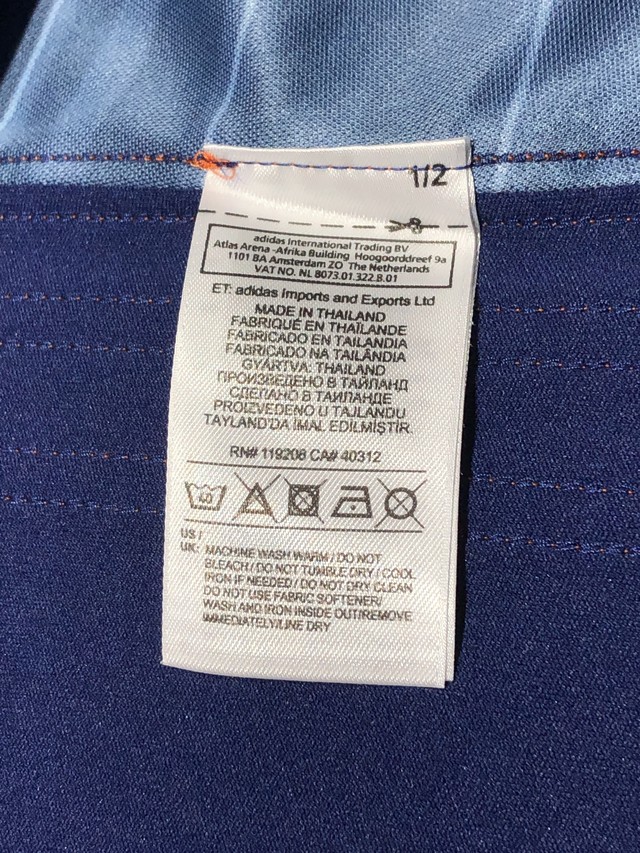 1/2
adidas International Trading BV
Atlas Arena -Afrika Building Hoogoorddreef 9a
1101 BA Amsterdam ZO The Netherlands
VAT NO. NL 8073.01.322.B.01
ET: adidas Imports and Exports Ltd
MADE IN THAILAND
FABRIQUÉ EN THAÏLANDE
FABRICADO EN TAILANDIA
FABRICADO NA TAILÂNDIA
GYÁRTVA: THAILAND
ПРОИЗВЕДЕНО В ТАЙЛАНД
СДЕЛАНО В ТАИЛАНДЕ
PROIZVEDENO U TAJLANDU
TAYLAND'DA İMAL EDİLMİŞTİR.
RN# 119208 CA# 40312
40
US /
UK: MACHINE WASH WARM / DO NOT
BLEACH / DO NOT TUMBLE DRY / COOL
IRON IF NEEDED / DO NOT DRY CLEAN
DO NOT USE FABRIC SOFTENER/
WASH AND IRON INSIDE OUT/REMOVE
IMMEDIATELY/LINE DRY